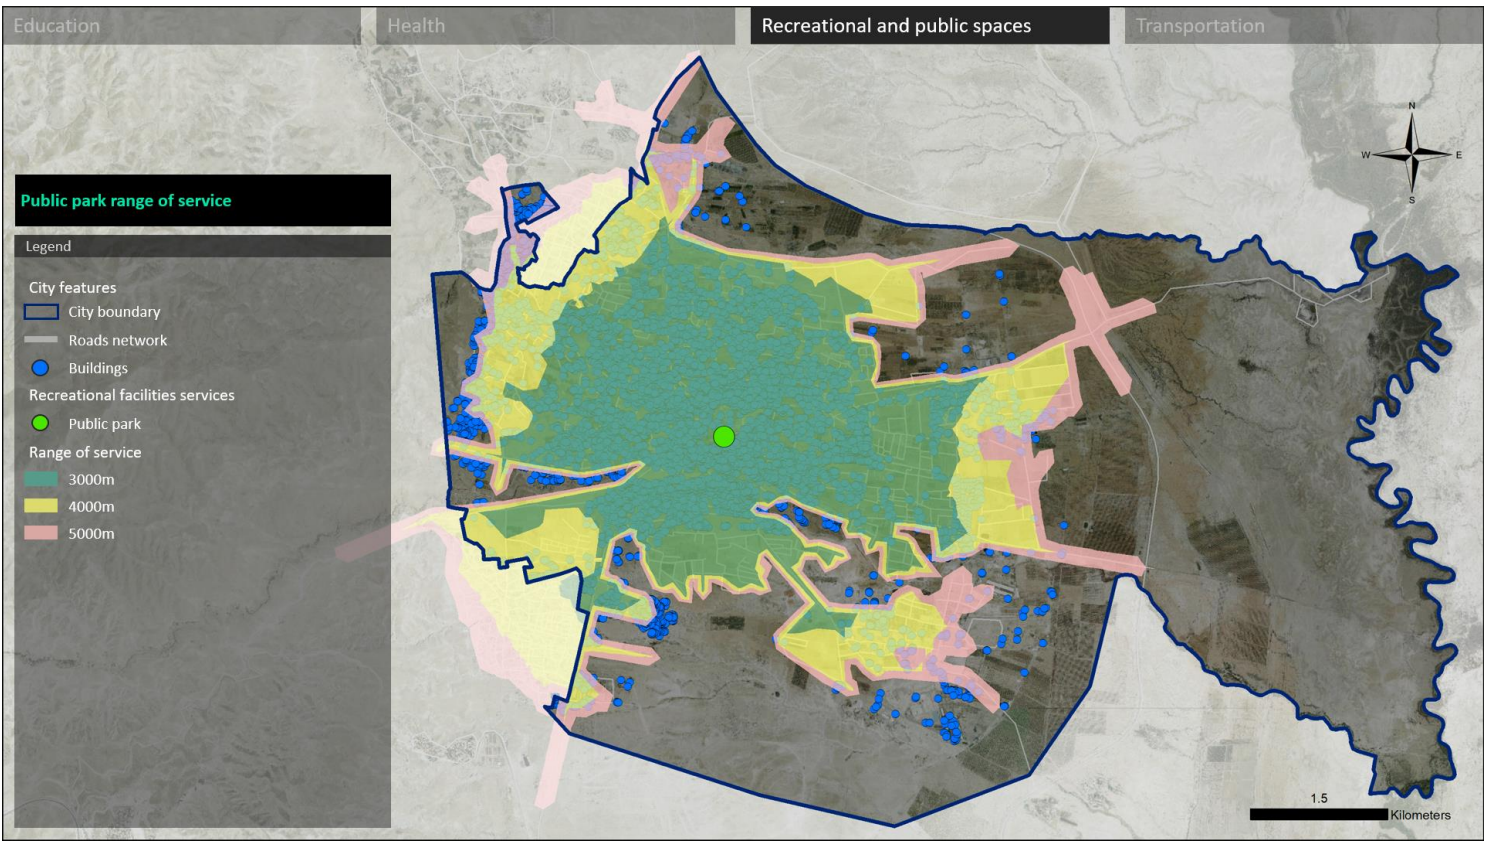 Education
Health
Recreational and public spaces
Transportation
N
W
E
S
Public park range of service
Legend
City features
City boundary
Roads network
Buildings
Recreational facilities services
Public park
Range of service
3000m
4000m
5000m
1.5
Kilometers